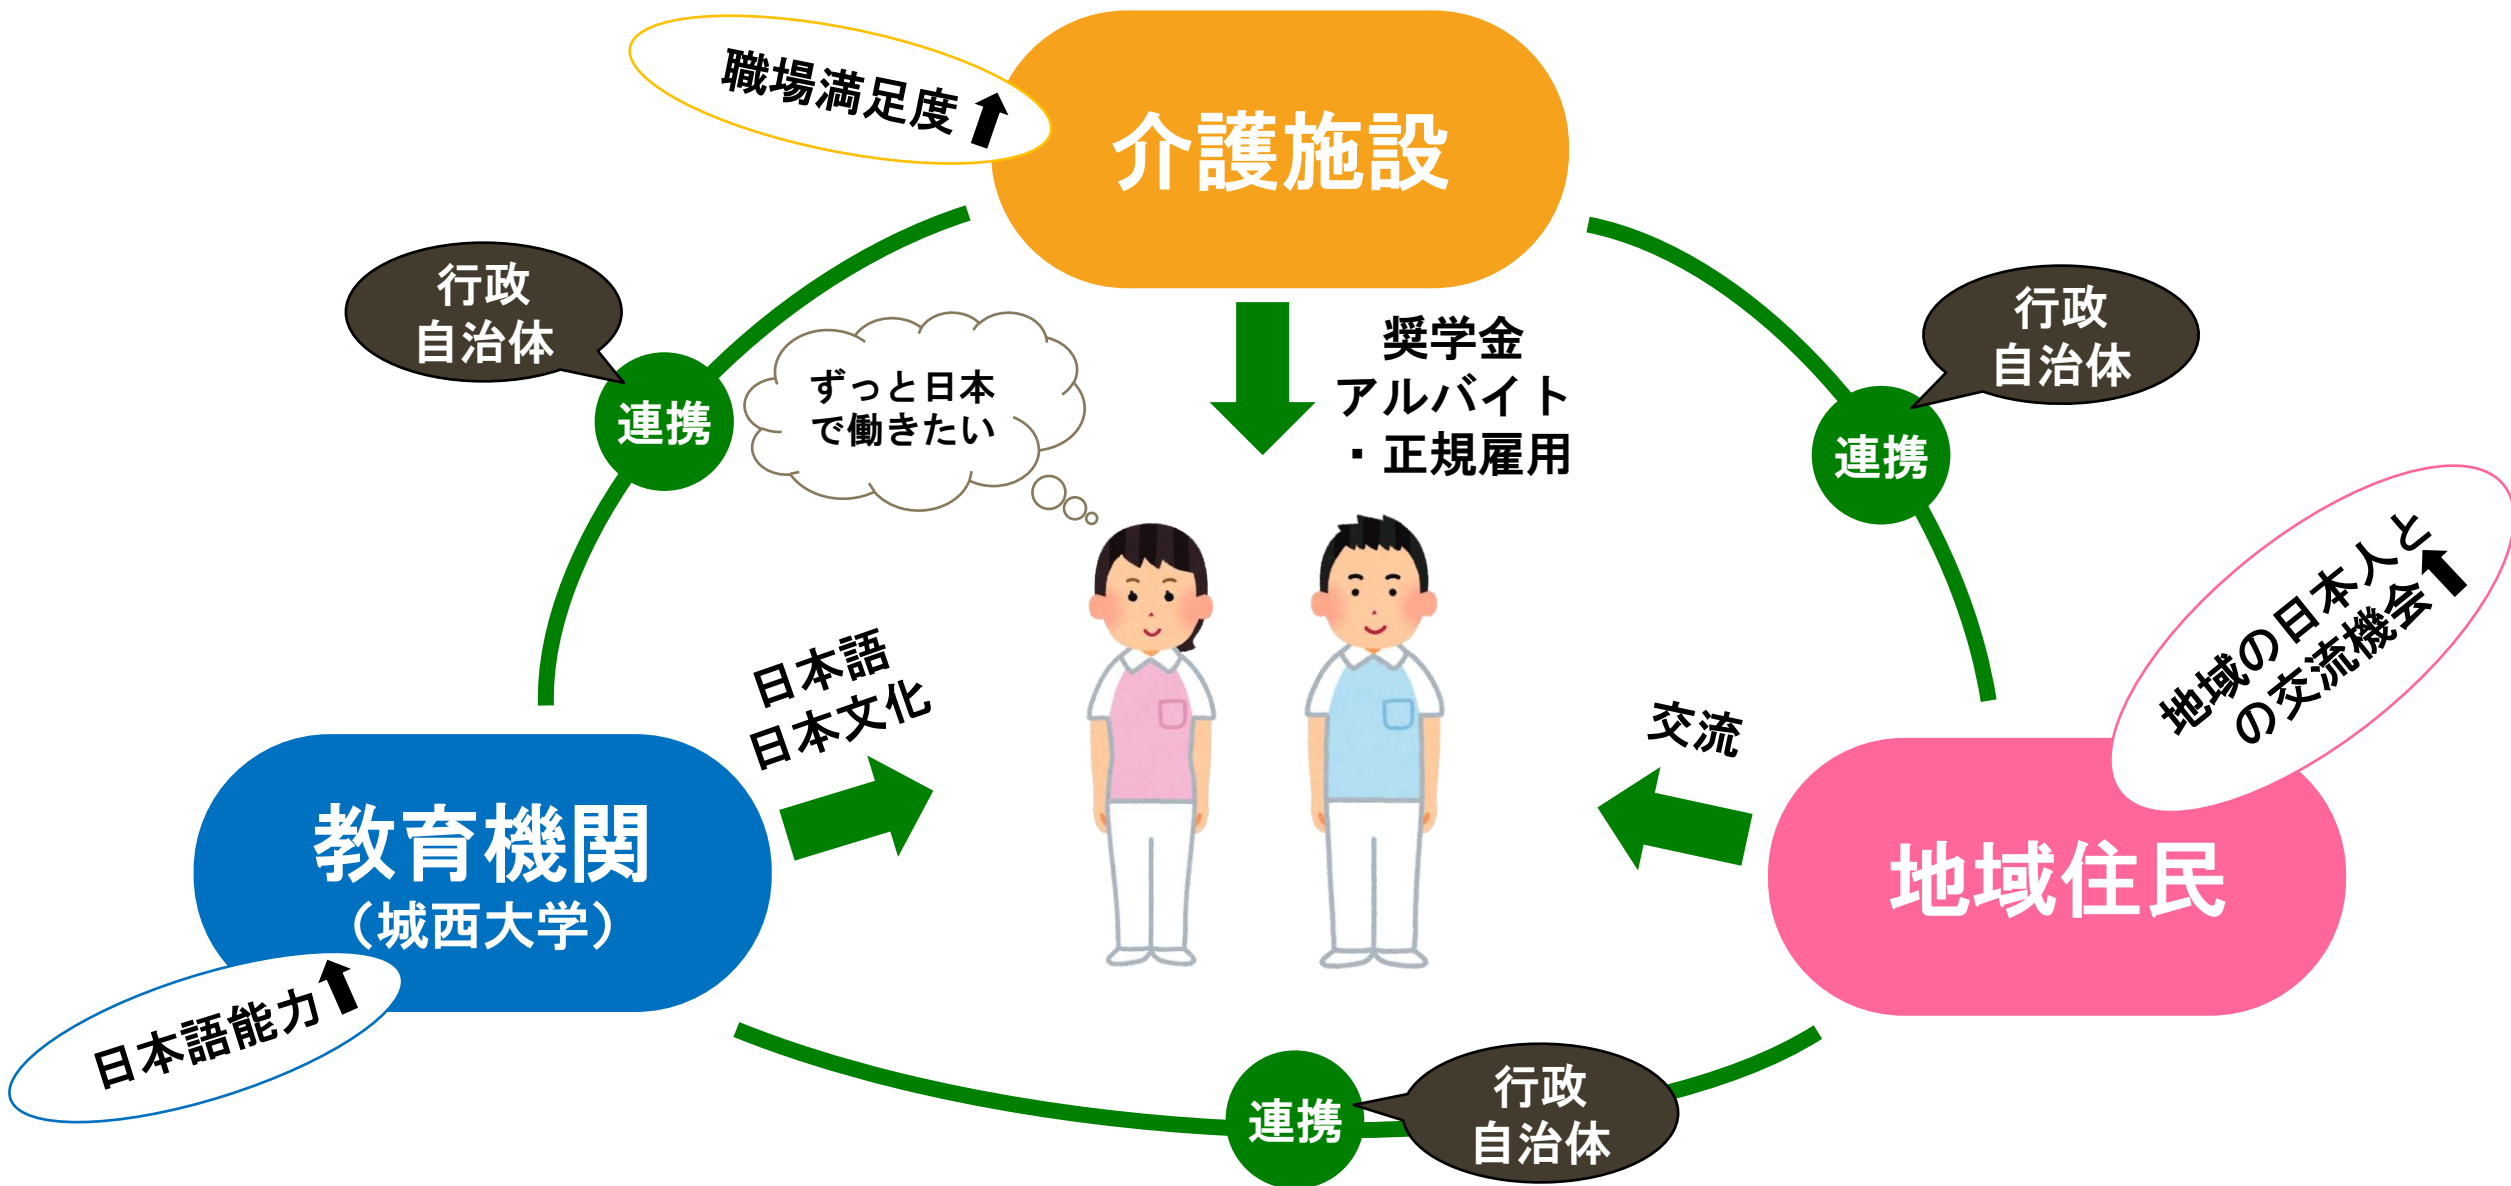 職場満足度
介護施設
行政
自治体
連携
ずっと日本
で働きたい
奨学金
アルバイト
・正規雇用
行政
自治体
連携
地域の日本人と
の交流機会
日本語
日本文化
交流
教育機関
（城西大学）
日本語能力
地域住民
連携
行政
自治体